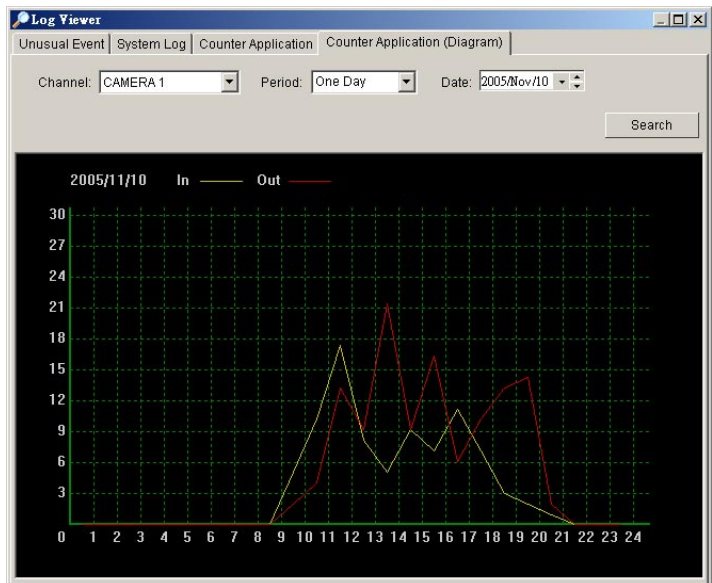 Log Viewer
Unusual Event System Log Counter Application Counter Application (Diagram)
Channel: CAMERA 1 Period: One Day Date: 2005/Nov/10
Search
2005/11/10 In Out
30
27
24
21
18
15
12
9
6
3
0 1 2 3 4 5 6 7 8 9 10 11 12 13 14 15 16 17 18 19 20 21 22 23 24